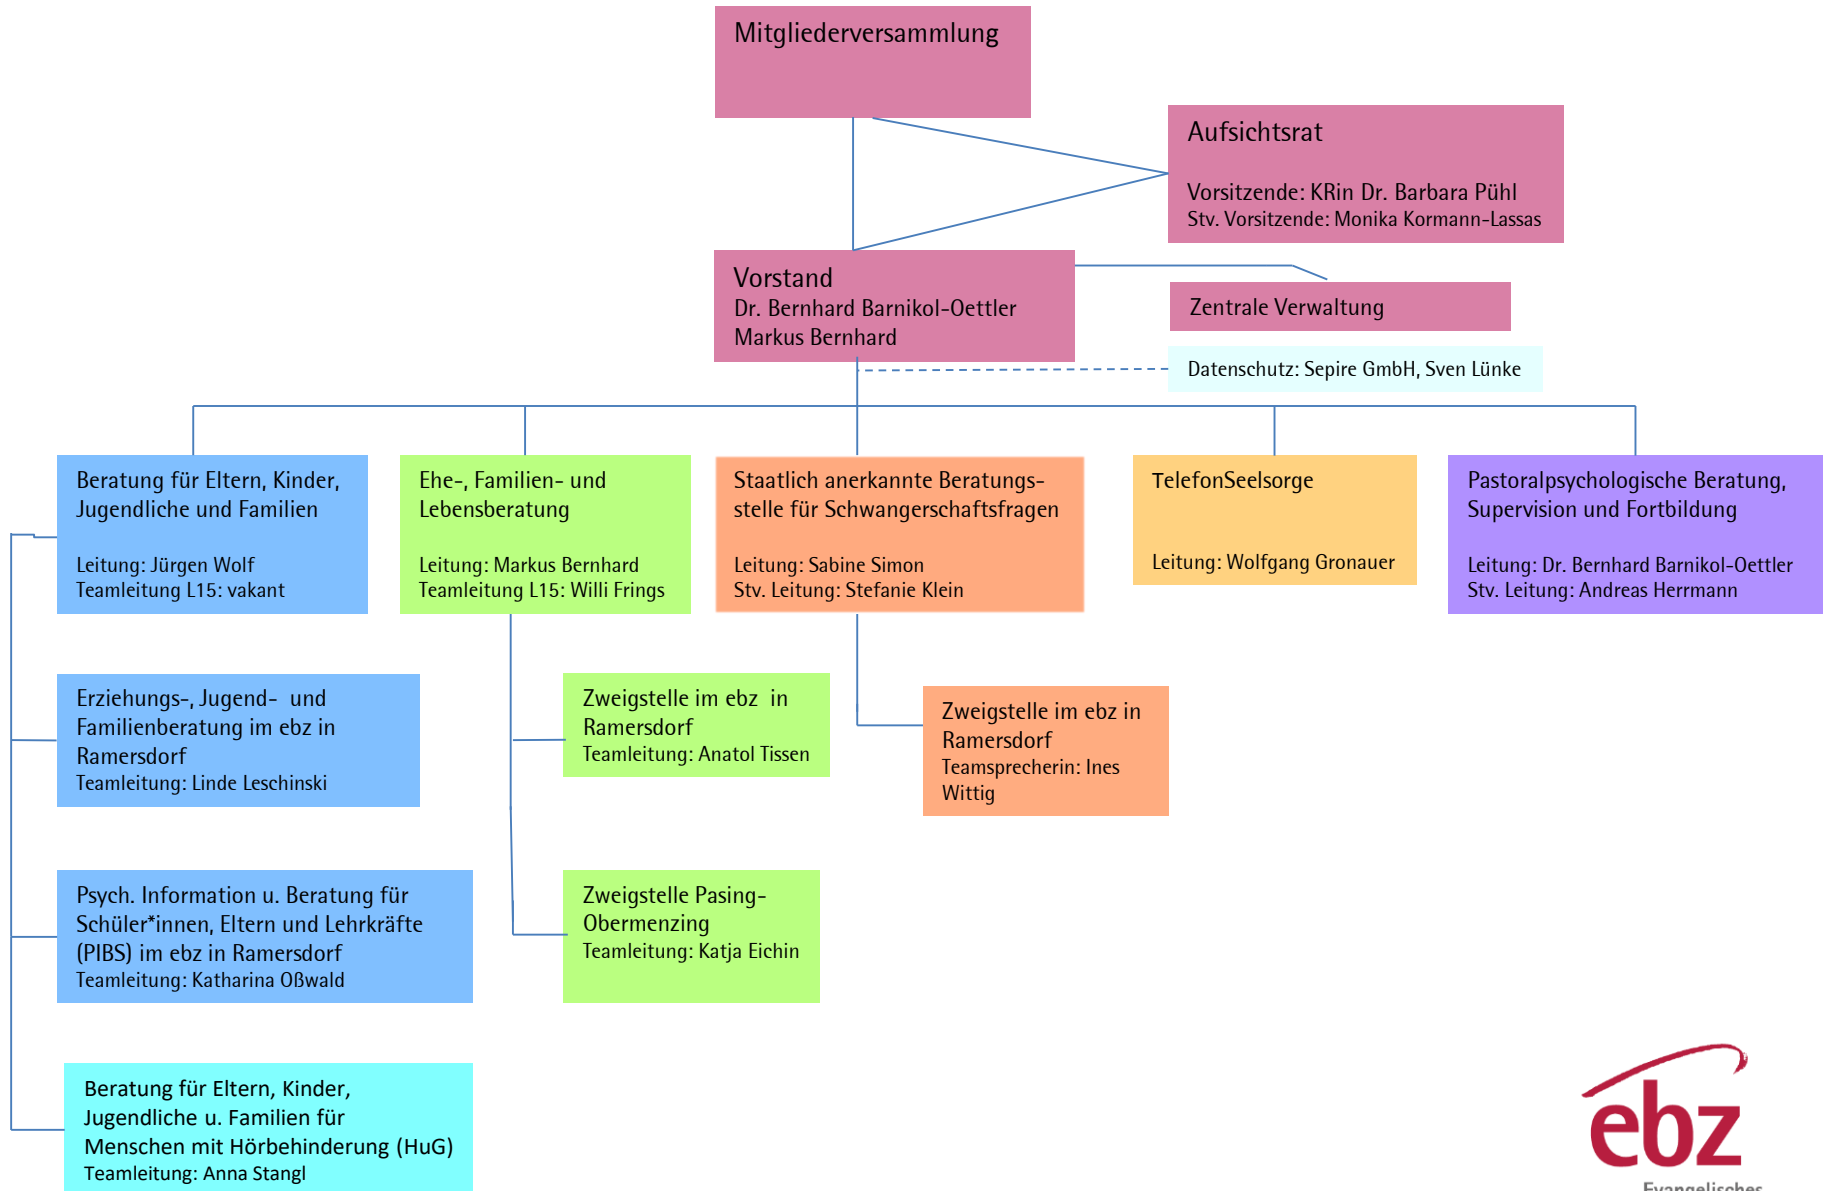 Mitgliederversammlung
Aufsichtsrat
Vorsitzende: KRin Dr. Barbara Pühl
Stv. Vorsitzende: Monika Kormann-Lassas
Vorstand
Dr. Bernhard Barnikol-Oettler
Markus Bernhard
Zentrale Verwaltung
Datenschutz: Sepire GmbH, Sven Lünke
Beratung für Eltern, Kinder,
Jugendliche und Familien
Leitung: Jürgen Wolf
Teamleitung L15: vakant
Ehe-, Familien- und
Lebensberatung
Leitung: Markus Bernhard
Teamleitung L15: Willi Frings
Staatlich anerkannte Beratungs-
stelle für Schwangerschaftsfragen
Leitung: Sabine Simon
Stv. Leitung: Stefanie Klein
TelefonSeelsorge
Leitung: Wolfgang Gronauer
Pastoralpsychologische Beratung,
Supervision und Fortbildung
Leitung: Dr. Bernhard Barnikol-Oettler
Stv. Leitung: Andreas Herrmann
Erziehungs-, Jugend- und
Familienberatung im ebz in
Ramersdorf
Teamleitung: Linde Leschinski
Zweigstelle im ebz in
Ramersdorf
Teamleitung: Anatol Tissen
Zweigstelle im ebz in
Ramersdorf
Teamsprecherin: Ines
Wittig
Psych. Information u. Beratung für
Schüler*innen, Eltern und Lehrkräfte
(PIBS) im ebz in Ramersdorf
Teamleitung: Katharina Oßwald
Zweigstelle Pasing-
Obermenzing
Teamleitung: Katja Eichin
Beratung für Eltern, Kinder,
Jugendliche u. Familien für
Menschen mit Hörbehinderung (HuG)
Teamleitung: Anna Stangl
ebz
Evangelisches